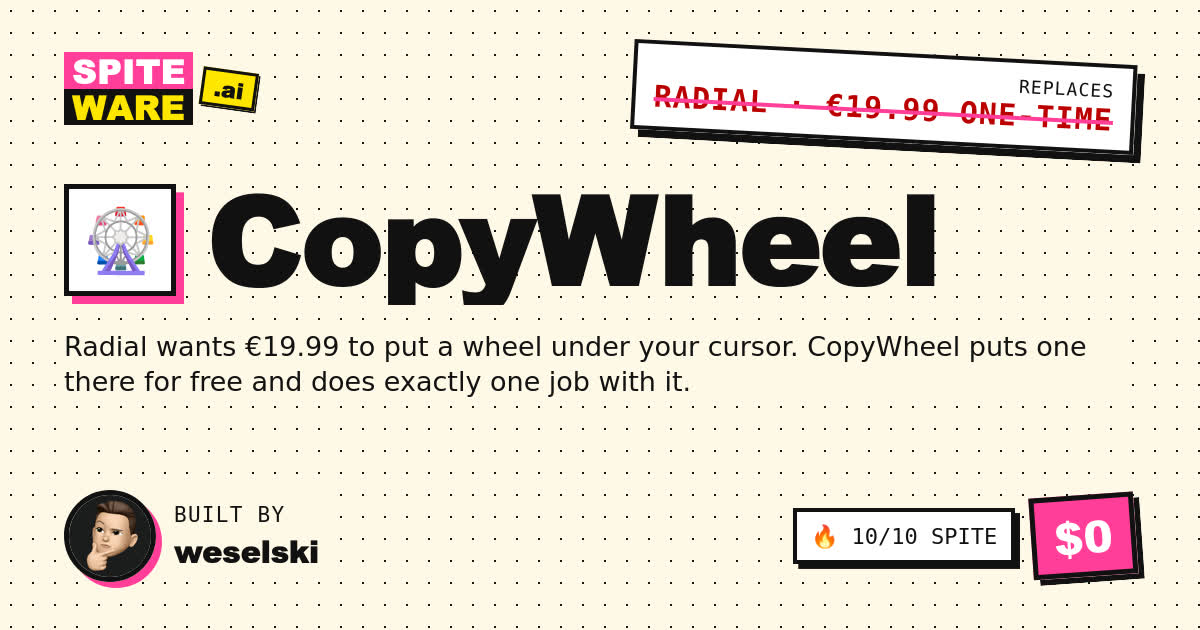 SPITE
WARE
.ai
REPLACES
RADIAL · €19.99 ONE-TIME
CopyWheel
Radial wants €19.99 to put a wheel under your cursor. CopyWheel puts one
there for free and does exactly one job with it.
BUILT BY
weselski
🔥 10/10 SPITE
$0